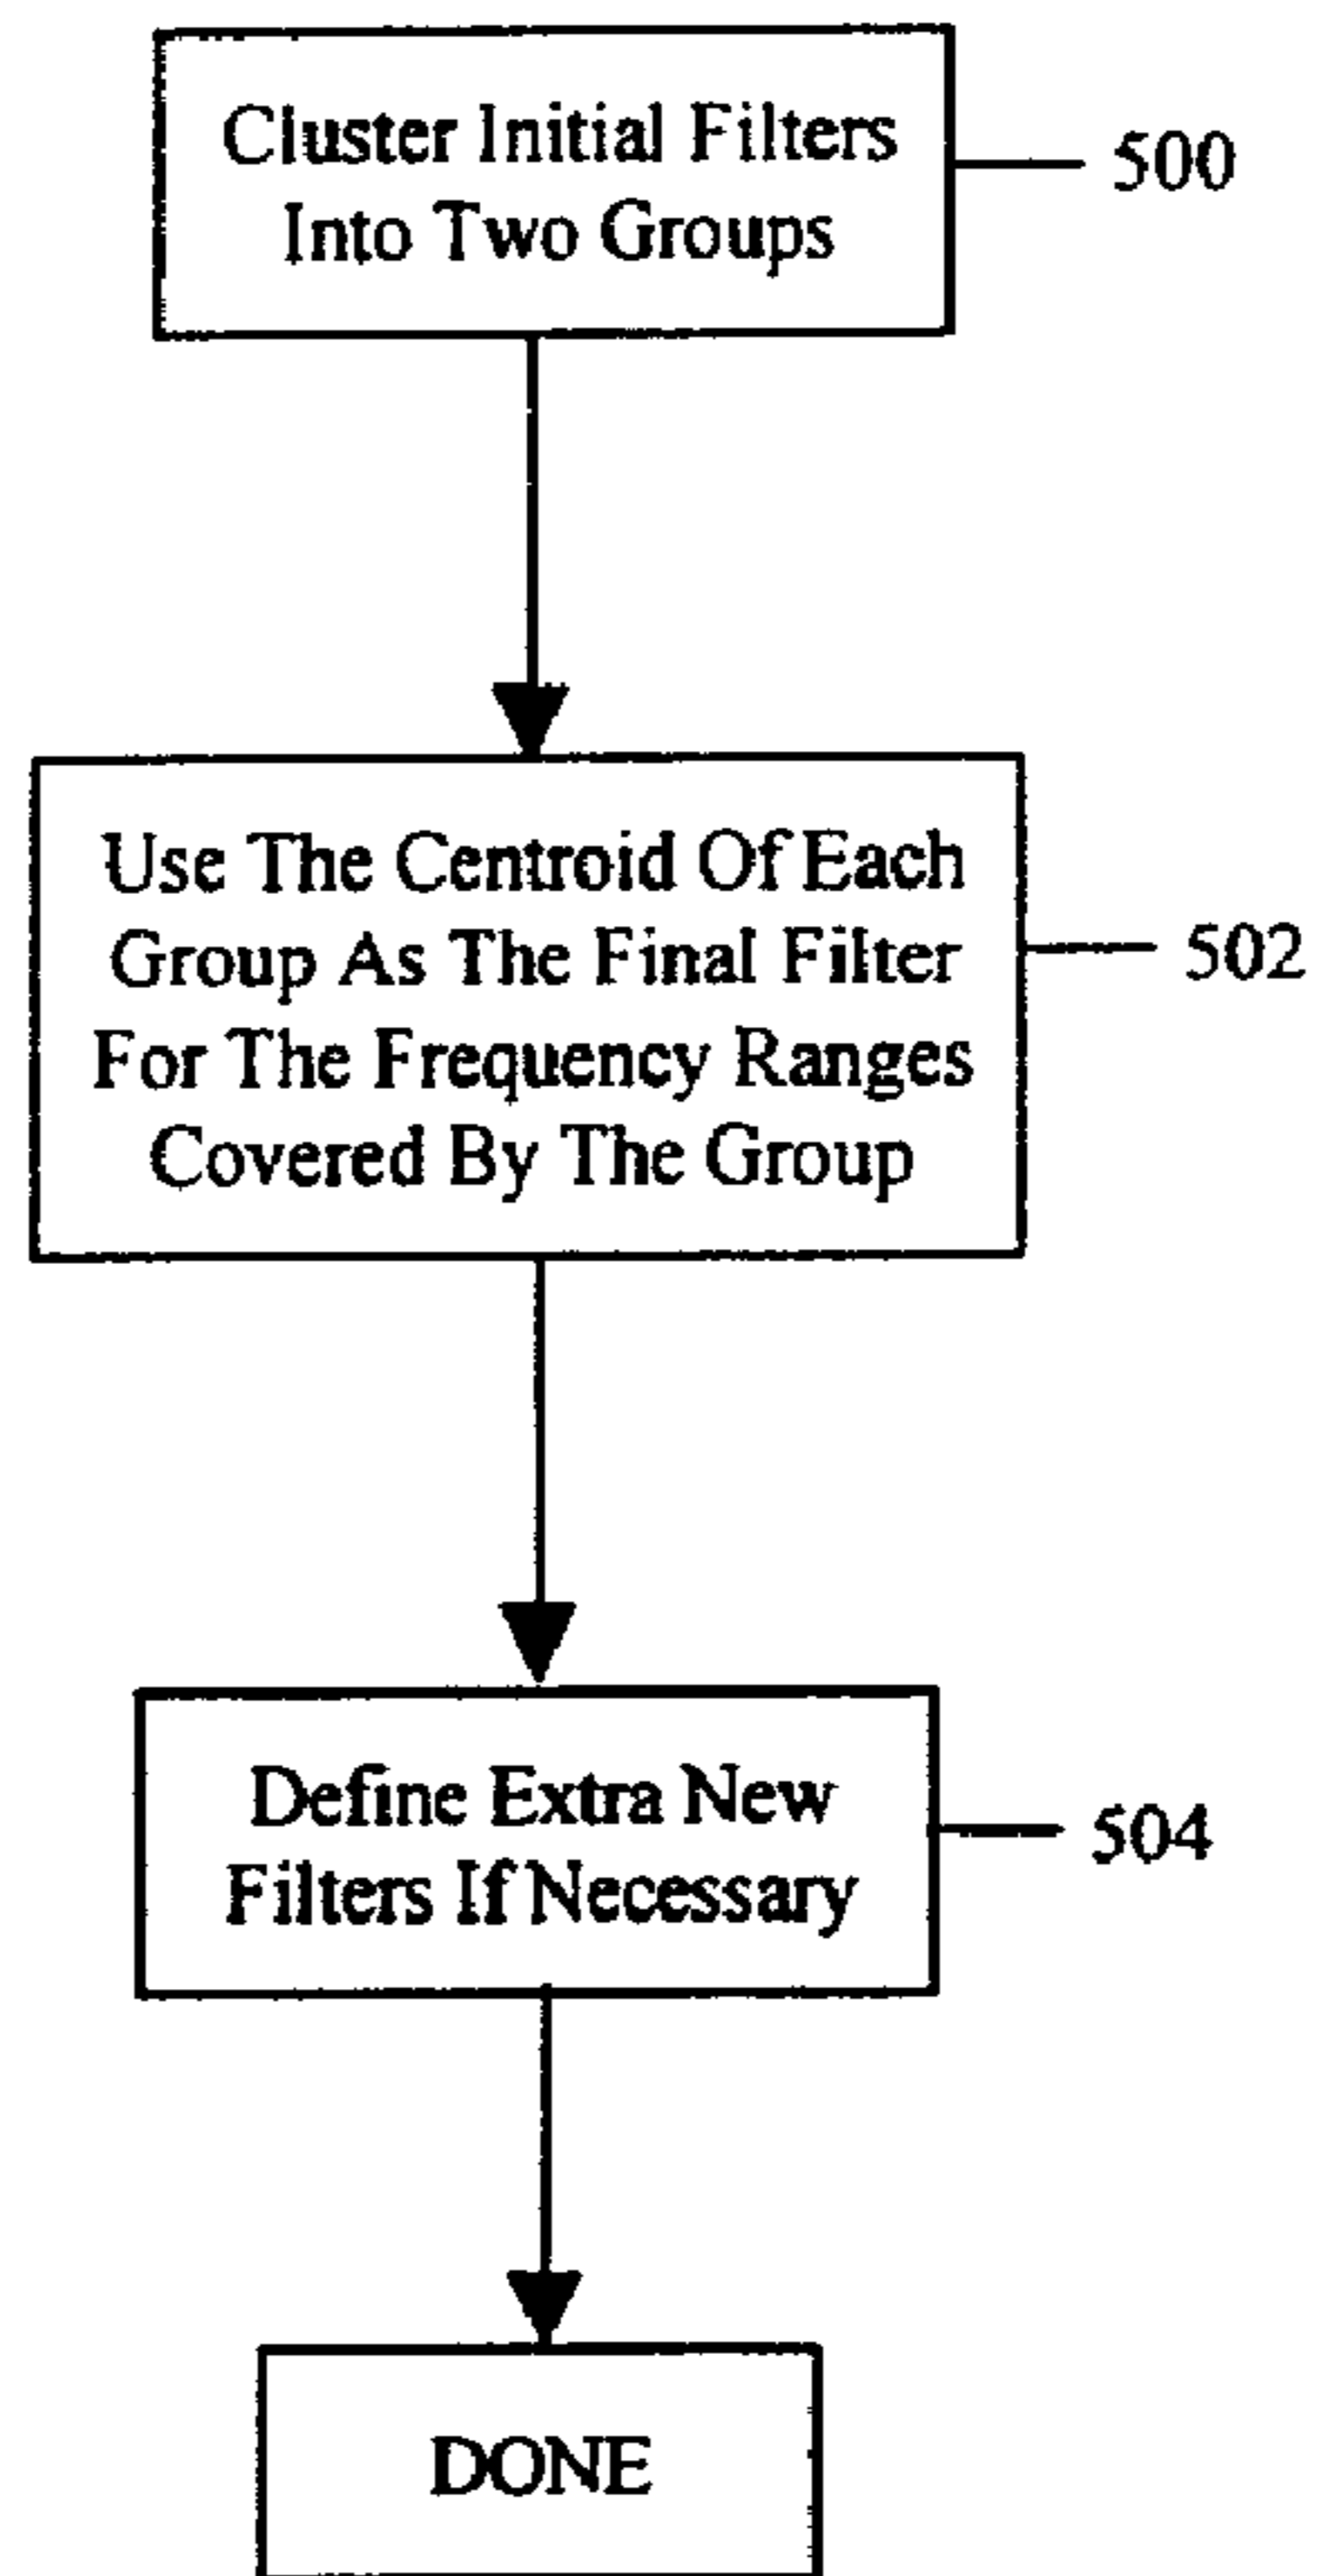 Cluster Initial Filters
Into Two Groups
500
Use The Centroid Of Each
Group As The Final Filter
For The Frequency Ranges
Covered By The Group
502
Define Extra New
Filters If Necessary
504
DONE